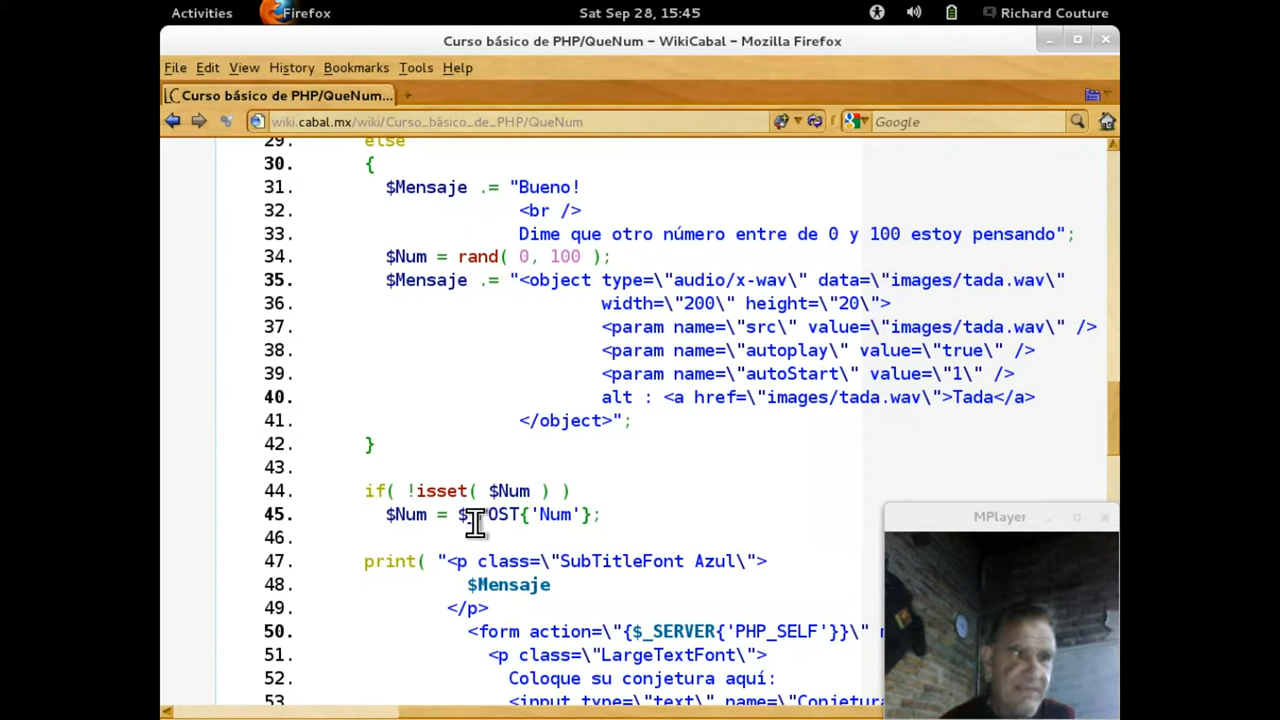 Activities Firefox Sat Sep 28, 15:45 Richard Couture
Curso básico de PHP/QueNum – WikiCabal – Mozilla Firefox
File Edit View History Bookmarks Tools Help
Curso básico de PHP/QueNum...
wiki.cabal.mx/wiki/Curso_básico_de_PHP/QueNum Google
29. else
30. {
31. $Mensaje .= "Bueno!
32. <br />
33. Dime que otro número entre de 0 y 100 estoy pensando";
34. $Num = rand( 0, 100 );
35. $Mensaje .= "<object type=\"audio/x-wav\" data=\"images/tada.wav\"
36. width=\"200\" height=\"20\">
37. <param name=\"src\" value=\"images/tada.wav\" />
38. <param name=\"autoplay\" value=\"true\" />
39. <param name=\"autoStart\" value=\"1\" />
40. alt : <a href=\"images/tada.wav\">Tada</a>
41. </object>";
42. }
43.
44. if( !isset( $Num ) )
45. $Num = $_POST{'Num'};
46.
MPlayer
47. print( "<p class=\"SubTitleFont Azul\">
48. $Mensaje
49. </p>
50. <form action=\"{$_SERVER{'PHP_SELF'}}\"
51. <p class=\"LargeTextFont\">
52. Coloque su conjetura aquí:
53. <input type=\"text\" name=\"Conjetura